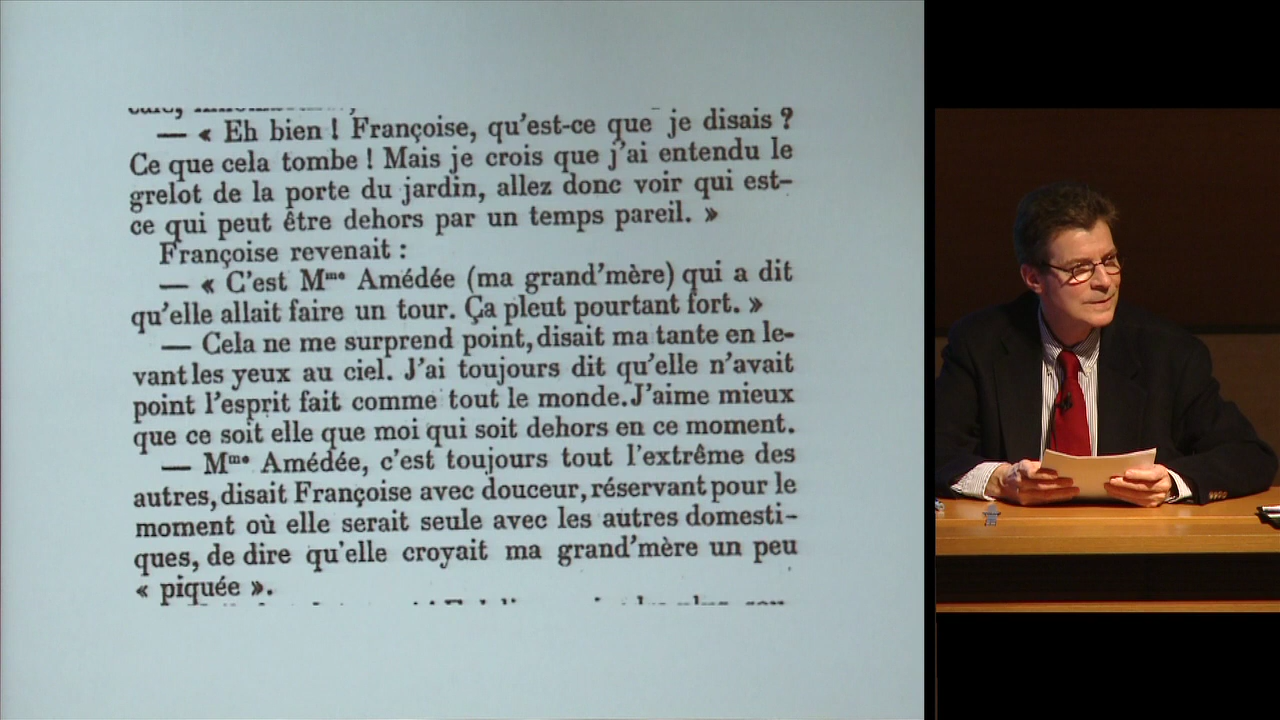 — « Eh bien ! Françoise, qu'est-ce que je disais ?
Ce que cela tombe ! Mais je crois que j'ai entendu le
grelot de la porte du jardin, allez donc voir qui est-
ce qui peut être dehors par un temps pareil. »
Françoise revenait :
— « C'est Mᵐᵉ Amédée (ma grand'mère) qui a dit
qu'elle allait faire un tour. Ça pleut pourtant fort. »
— Cela ne me surprend point, disait ma tante en le-
vant les yeux au ciel. J'ai toujours dit qu'elle n'avait
point l'esprit fait comme tout le monde. J'aime mieux
que ce soit elle que moi qui soit dehors en ce moment.
— Mᵐᵉ Amédée, c'est toujours tout l'extrême des
autres, disait Françoise avec douceur, réservant pour le
moment où elle serait seule avec les autres domesti-
ques, de dire qu'elle croyait ma grand'mère un peu
« piquée ».